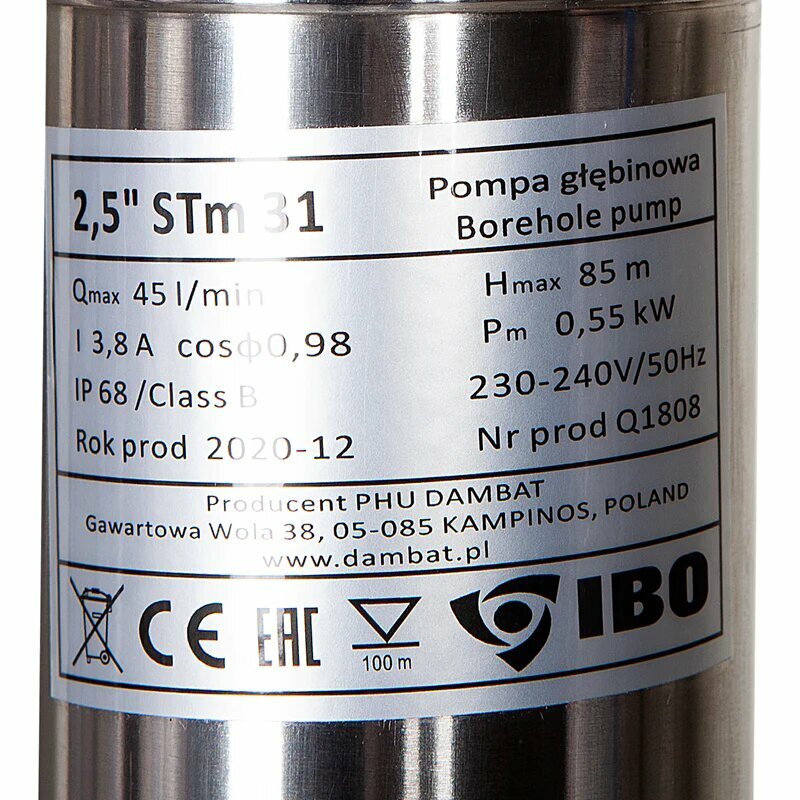 2,5" STm 31
Pompa głębinowa
Borehole pump
Qmax 45 l/min
Hmax 85 m
I 3,8 A cosϕ0,98
Pm 0,55 kW
IP 68 /Class B
230-240V/50Hz
Rok prod 2020-12
Nr prod Q1808
Producent PHU DAMBAT
Gawartowa Wola 38, 05-085 KAMPINOS, POLAND
www.dambat.pl
CE EAC 100 m IBO